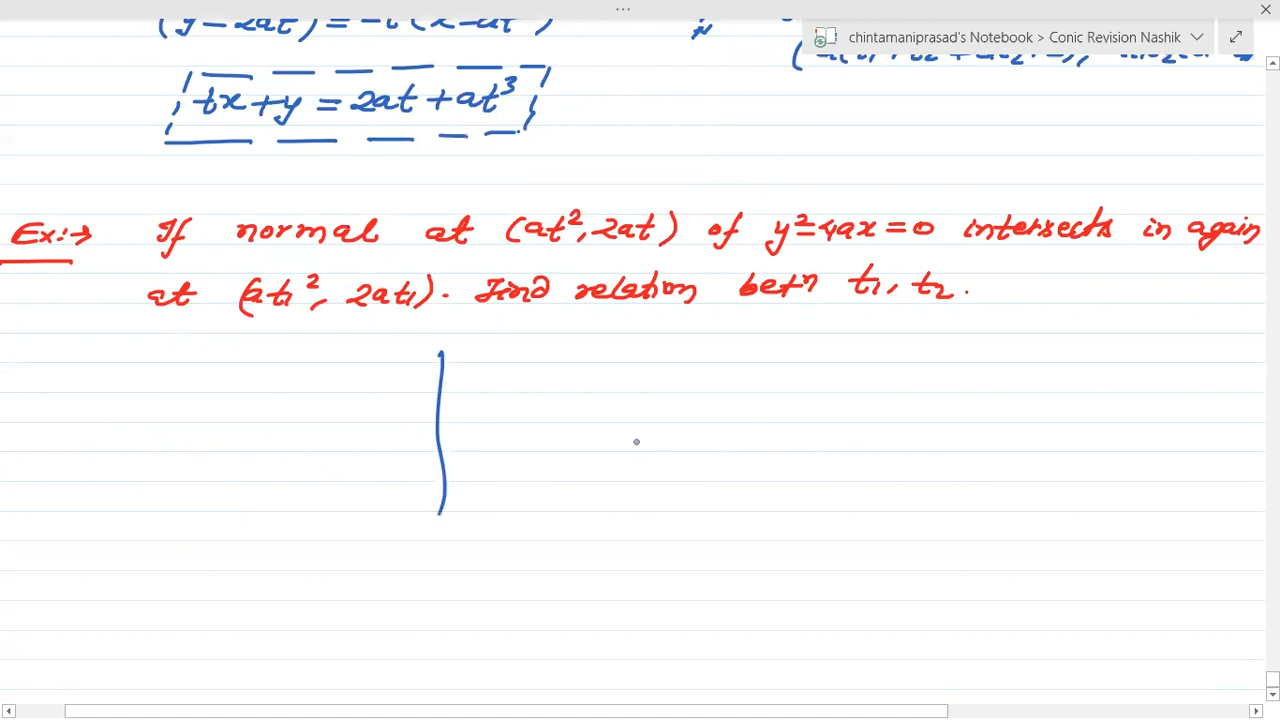 chintamaniprasad's Notebook > Conic Revision Nashik
tx+y = 2at + at³
Ex:→ If normal at (at², 2at) of y²-4ax=0 intersects in again
at (at₁², 2at₁). Find relation betⁿ t₁, t₂.